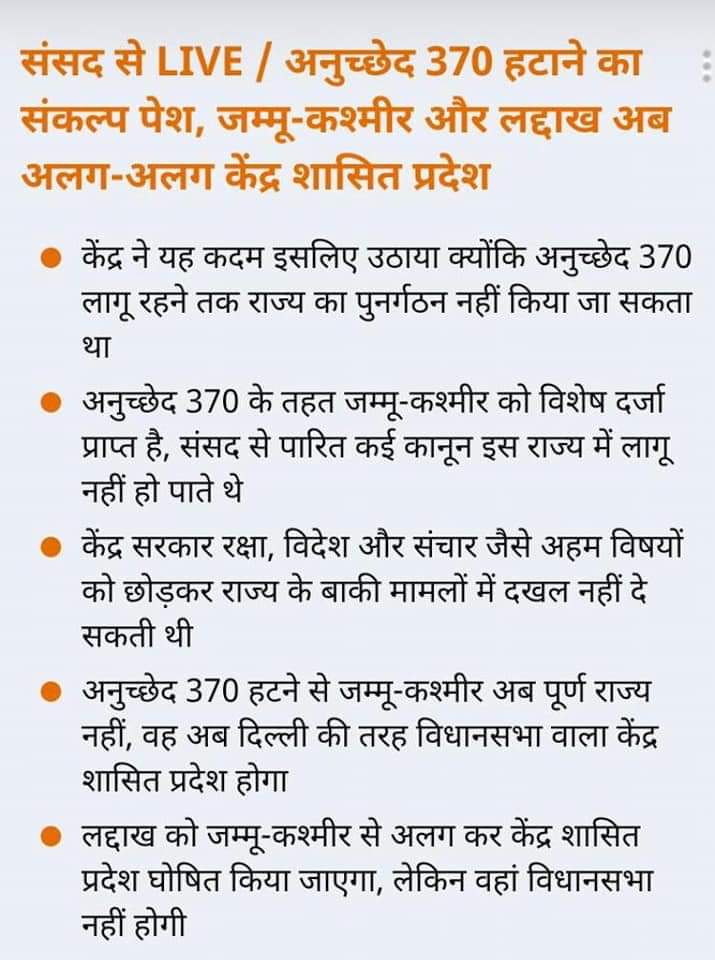 संसद से LIVE / अनुच्छेद 370 हटाने का
संकल्प पेश, जम्मू-कश्मीर और लद्दाख अब
अलग-अलग केंद्र शासित प्रदेश
केंद्र ने यह कदम इसलिए उठाया क्योंकि अनुच्छेद 370
लागू रहने तक राज्य का पुनर्गठन नहीं किया जा सकता
था
अनुच्छेद 370 के तहत जम्मू-कश्मीर को विशेष दर्जा
प्राप्त है, संसद से पारित कई कानून इस राज्य में लागू
नहीं हो पाते थे
केंद्र सरकार रक्षा, विदेश और संचार जैसे अहम विषयों
को छोड़कर राज्य के बाकी मामलों में दखल नहीं दे
सकती थी
अनुच्छेद 370 हटने से जम्मू-कश्मीर अब पूर्ण राज्य
नहीं, वह अब दिल्ली की तरह विधानसभा वाला केंद्र
शासित प्रदेश होगा
लद्दाख को जम्मू-कश्मीर से अलग कर केंद्र शासित
प्रदेश घोषित किया जाएगा, लेकिन वहां विधानसभा
नहीं होगी